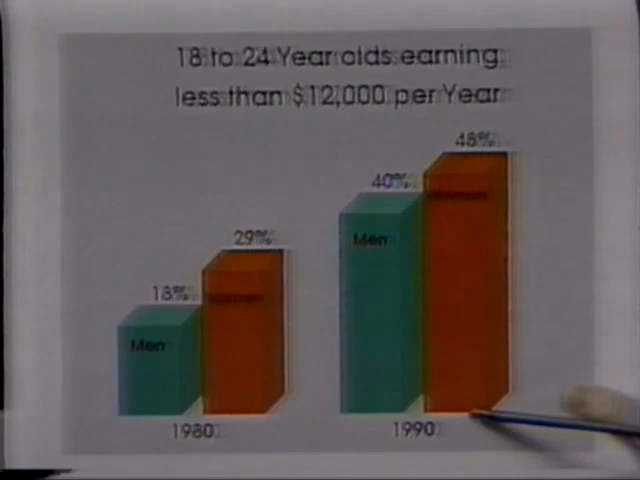 18 to 24 Year olds earning
less than $12,000 per Year
48%
40%
Women
Men
29%
18%
Women
Men
1980
1990